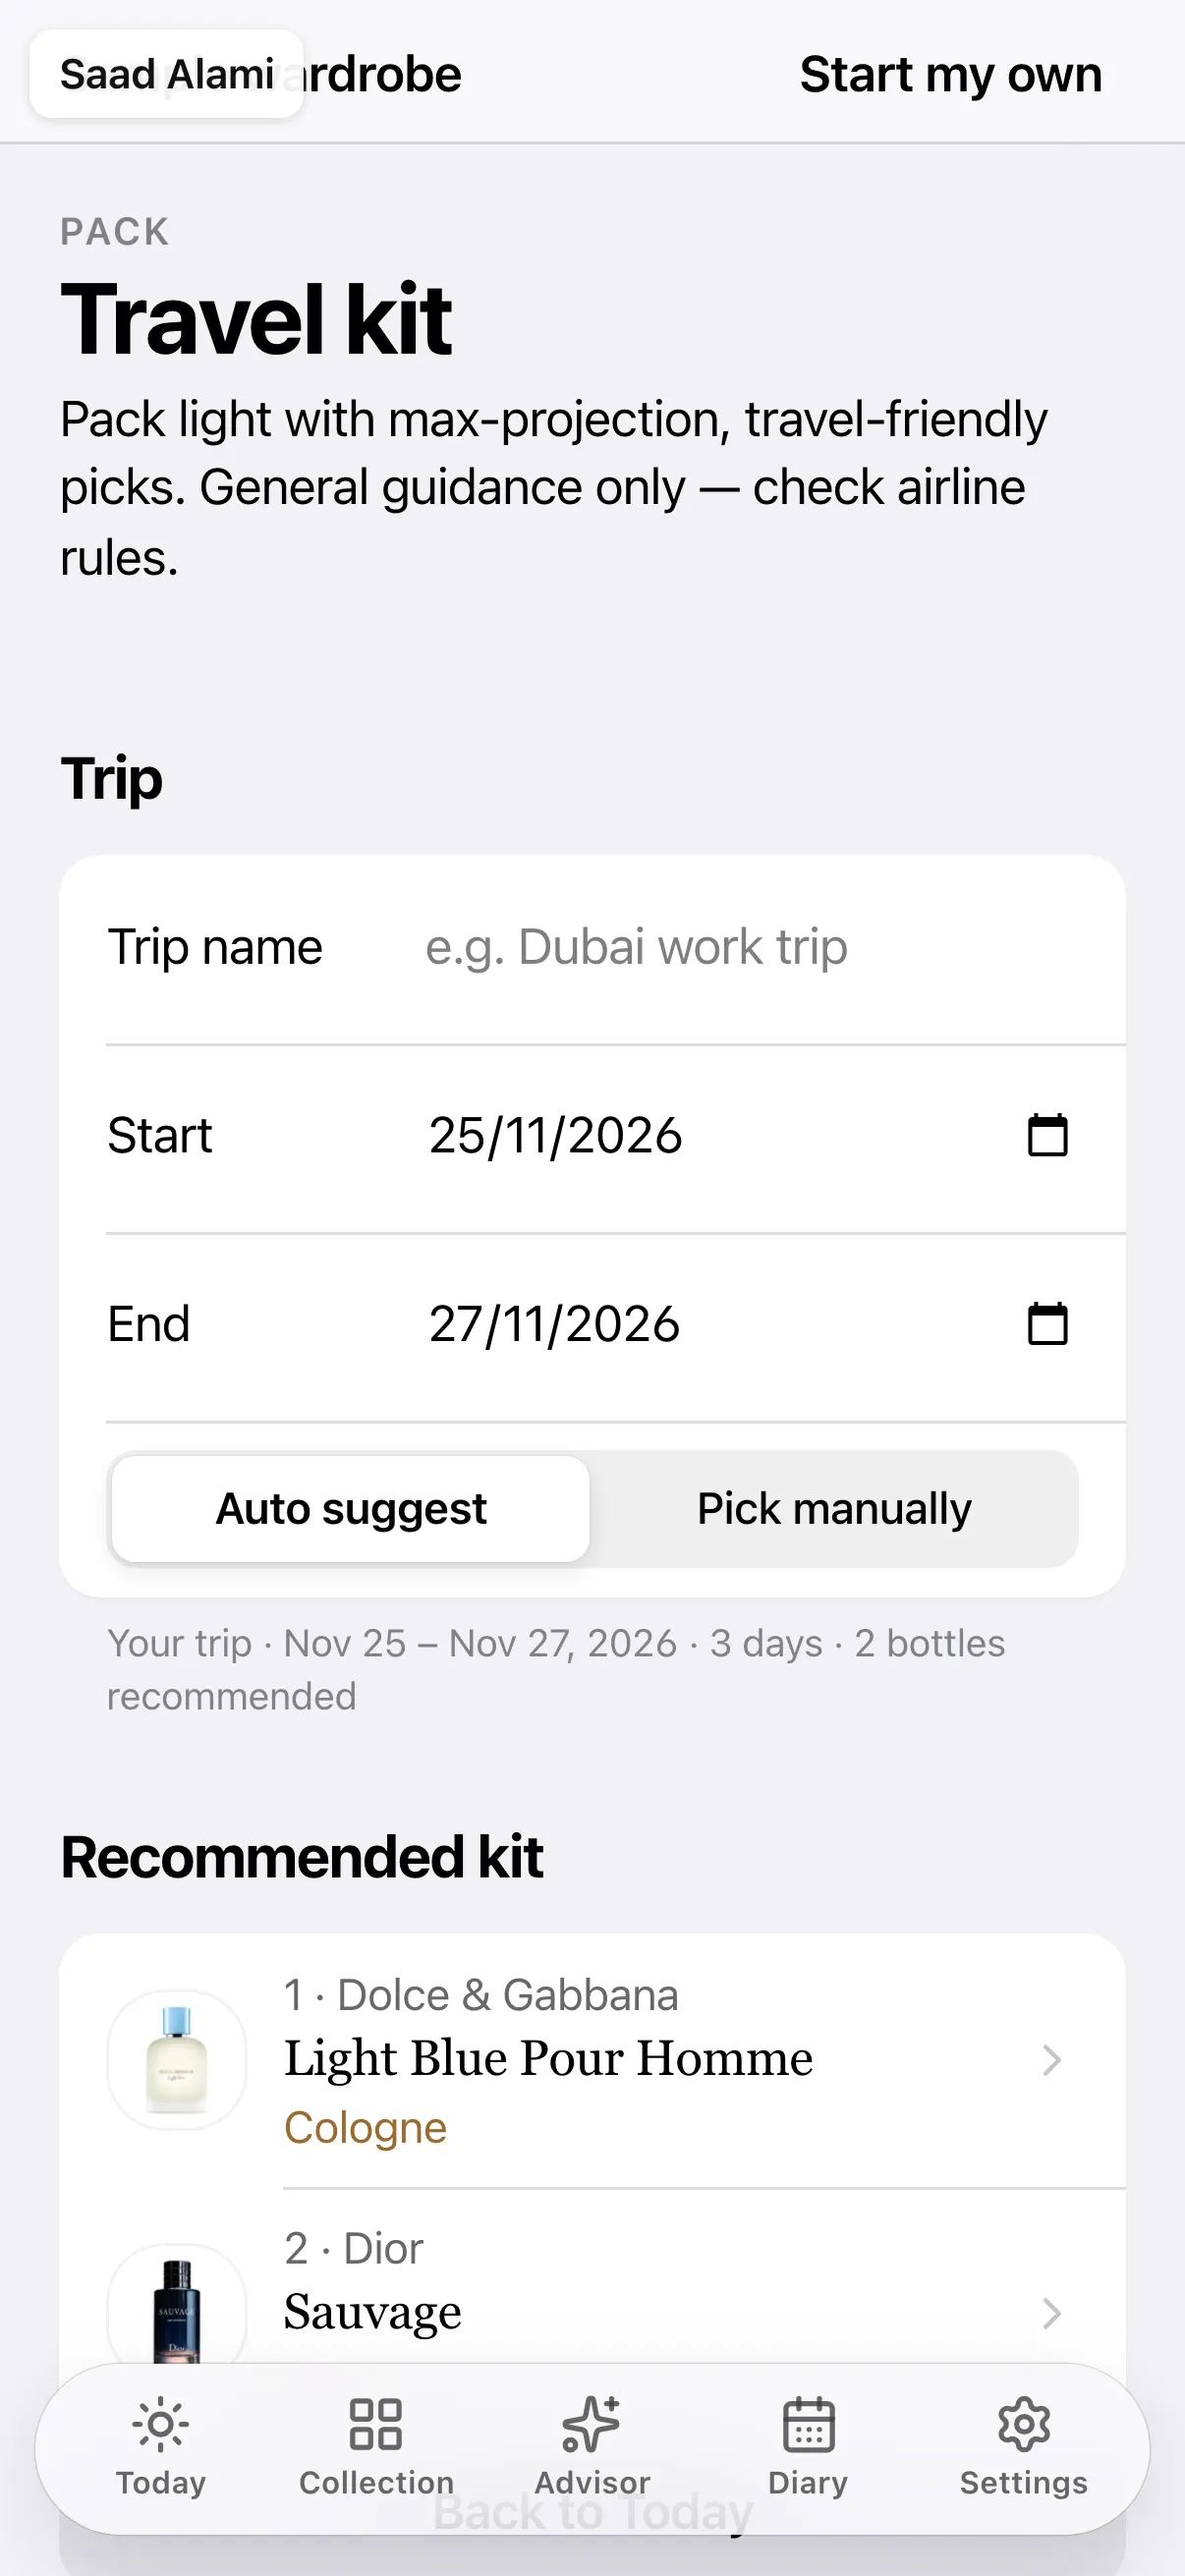 Saad Alami
ardrobe
Start my own
PACK
Travel kit
Pack light with max-projection, travel-friendly
picks. General guidance only — check airline
rules.
Trip
Trip name e.g. Dubai work trip
Start 25/11/2026
End 27/11/2026
Auto suggest Pick manually
Your trip · Nov 25 – Nov 27, 2026 · 3 days · 2 bottles
recommended
Recommended kit
1 · Dolce & Gabbana
Light Blue Pour Homme
Cologne
2 · Dior
Sauvage
SAUVAGE
Dior
Today Collection Advisor Diary Settings
Back to Today